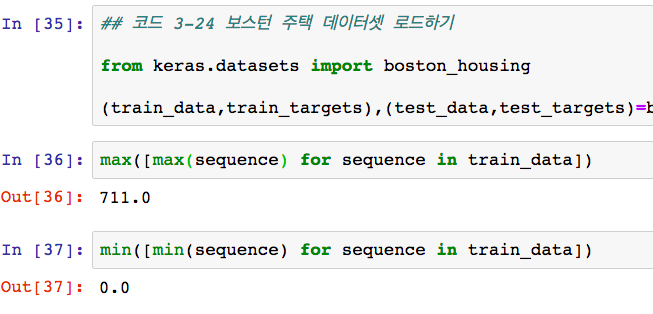 In [35]: ## 코드 3-24 보스턴 주택 데이터셋 로드하기
from keras.datasets import boston_housing
(train_data,train_targets),(test_data,test_targets)=b
In [36]: max([max(sequence) for sequence in train_data])
Out[36]: 711.0
In [37]: min([min(sequence) for sequence in train_data])
Out[37]: 0.0